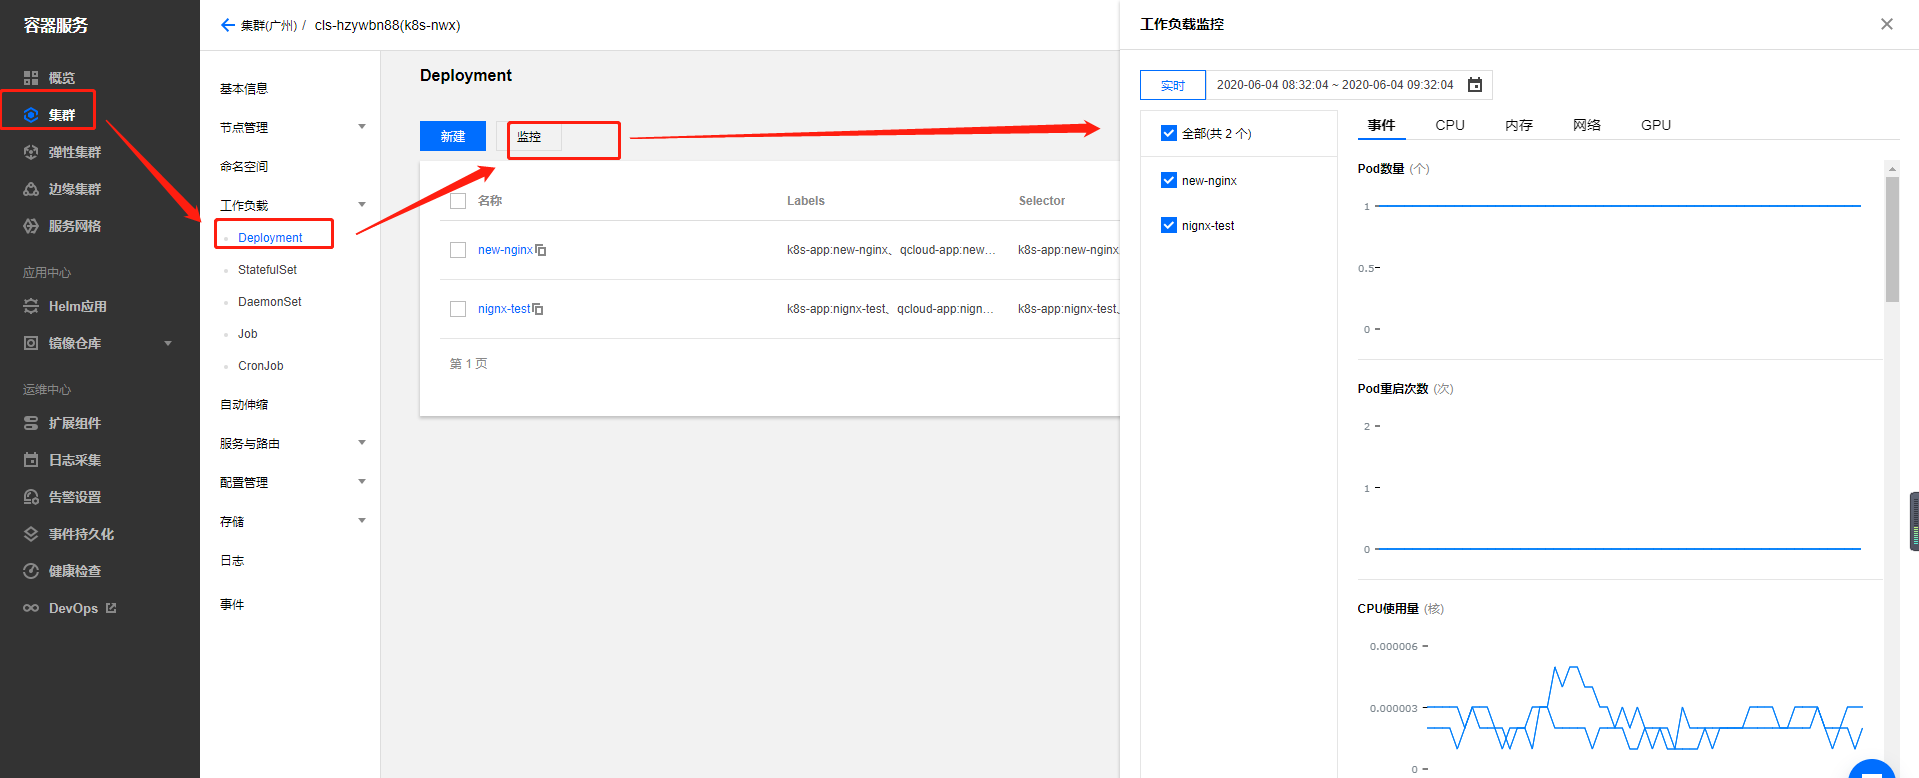 容器服务
概览
集群
弹性集群
边缘集群
服务网格
应用中心
Helm应用
镜像仓库
运维中心
扩展组件
日志采集
告警设置
事件持久化
健康检查
DevOps
集群(广州) / cls-hzywbn88(k8s-nwx)
基本信息
节点管理
命名空间
工作负载
Deployment
StatefulSet
DaemonSet
Job
CronJob
自动伸缩
服务与路由
配置管理
存储
日志
事件
Deployment
新建 监控
名称 Labels Selector
new-nginx k8s-app:new-nginx、qcloud-app:new... k8s-app:new-nginx
nignx-test k8s-app:nignx-test、qcloud-app:nign... k8s-app:nignx-test、
第 1 页
工作负载监控
实时 2020-06-04 08:32:04 ~ 2020-06-04 09:32:04
全部(共 2 个)
new-nginx
nignx-test
事件 CPU 内存 网络 GPU
Pod数量 (个)
1
0.5
0
Pod重启次数 (次)
2
1
0
CPU使用量 (核)
0.000006
0.000003
0